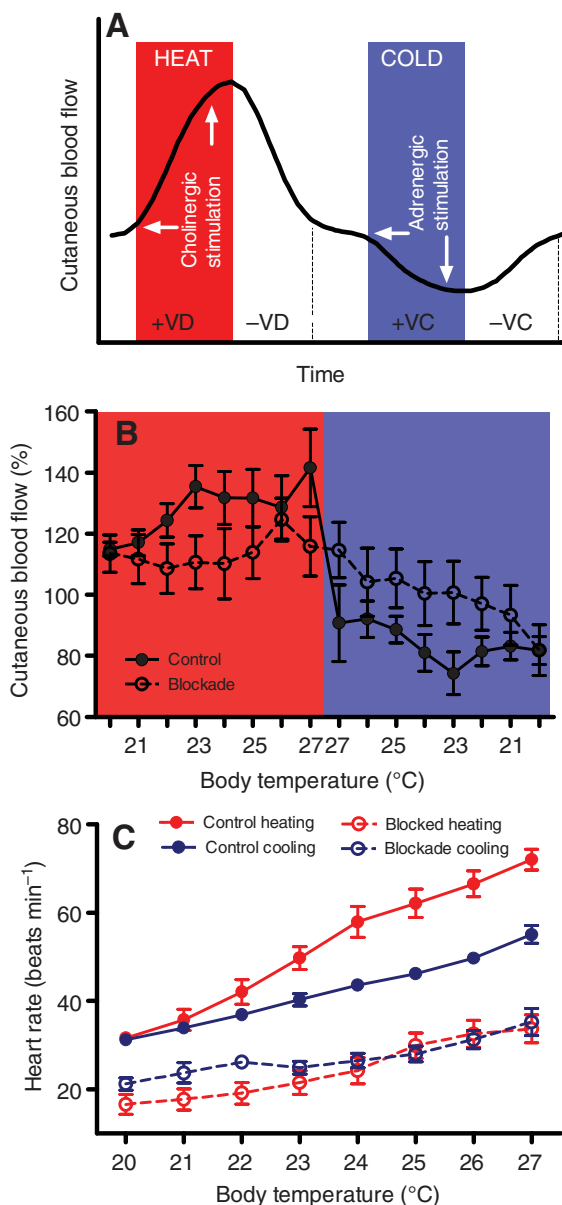 A
HEAT
COLD
Cutaneous blood flow
Cholinergic
stimulation
Adrenergic
stimulation
+VD
–VD
+VC
–VC
Time
B
Cutaneous blood flow (%)
160
140
120
100
80
60
Control
Blockade
21 23 25 27 27 25 23 21
Body temperature (°C)
C
Control heating
Blocked heating
Control cooling
Blockade cooling
Heart rate (beats min–1)
80
60
40
20
20 21 22 23 24 25 26 27
Body temperature (°C)